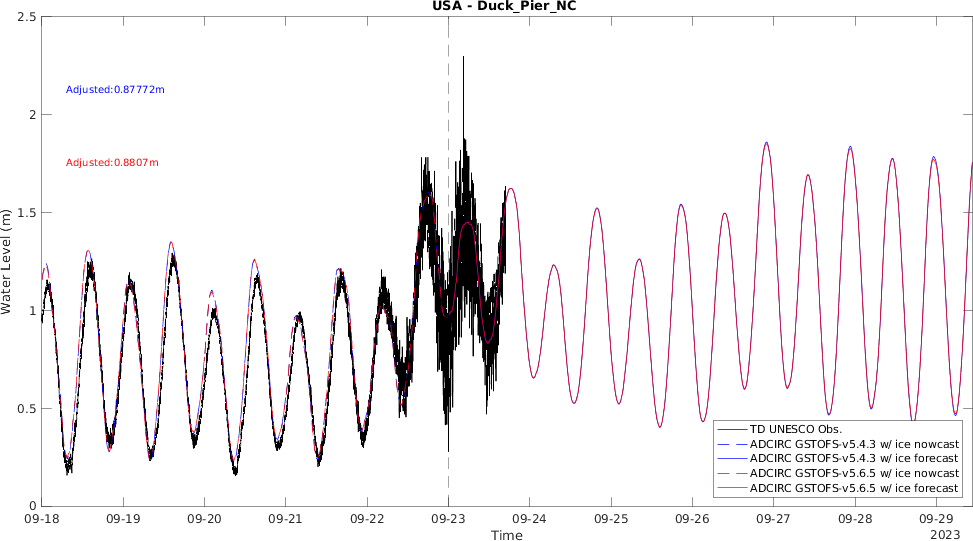 USA - Duck_Pier_NC
2.5
2
1.5
1
0.5
0
Water Level (m)
Adjusted:0.87772m
Adjusted:0.8807m
TD UNESCO Obs.
ADCIRC GSTOFS-v5.4.3 w/ ice nowcast
ADCIRC GSTOFS-v5.4.3 w/ ice forecast
ADCIRC GSTOFS-v5.6.5 w/ ice nowcast
ADCIRC GSTOFS-v5.6.5 w/ ice forecast
09-18 09-19 09-20 09-21 09-22 09-23 09-24 09-25 09-26 09-27 09-28 09-29
2023
Time